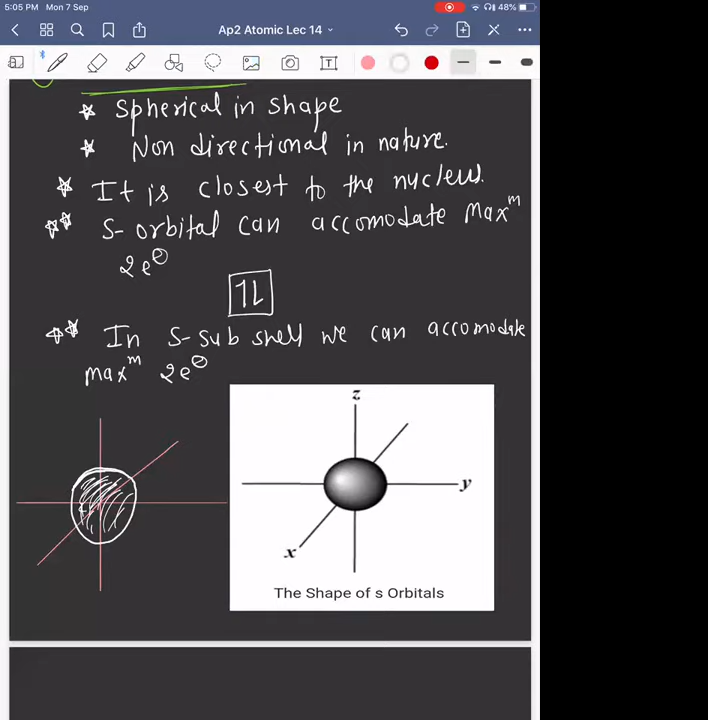 5:05 PM Mon 7 Sep
48%
Ap2 Atomic Lec 14
T
Spherical in shape
Non directional in nature.
It is closest to the nucleus.
S-orbital can accomodate Maxᵐ
2e⊖
1L
In S-sub shell we can accomodate
maxᵐ 2e⊖
z
y
x
The Shape of s Orbitals